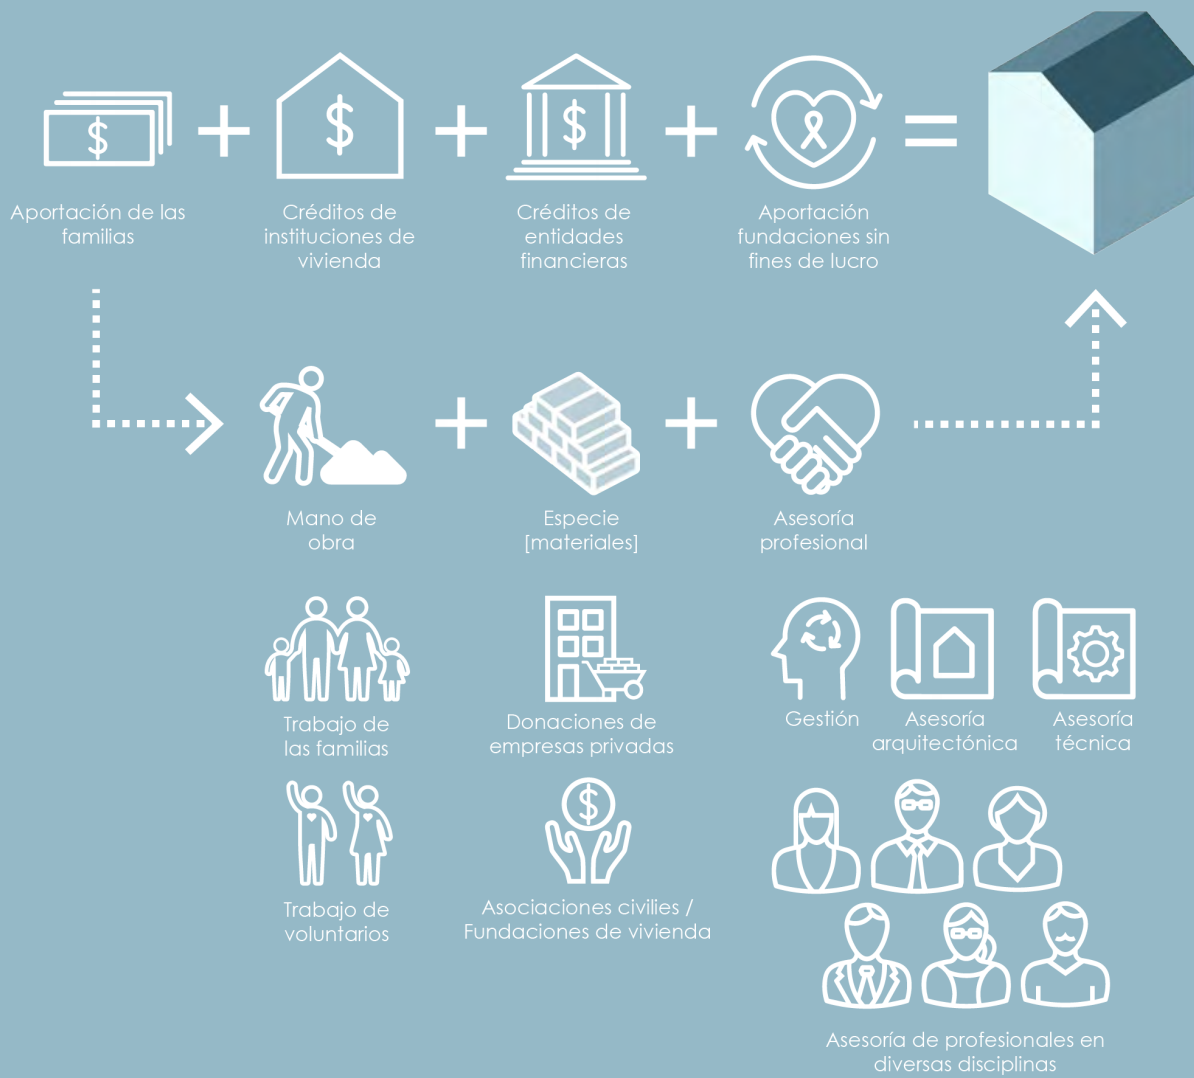 $
+
$
+
$
+
=
Aportación de las
familias
Créditos de
instituciones de
vivienda
Créditos de
entidades
financieras
Aportación
fundaciones sin
fines de lucro
+
+
Mano de
obra
Especie
[materiales]
Asesoría
profesional
Trabajo de
las familias
Donaciones de
empresas privadas
Gestión
Asesoría
arquitectónica
Asesoría
técnica
Trabajo de
voluntarios
$
Asociaciones civilies /
Fundaciones de vivienda
Asesoría de profesionales en
diversas disciplinas